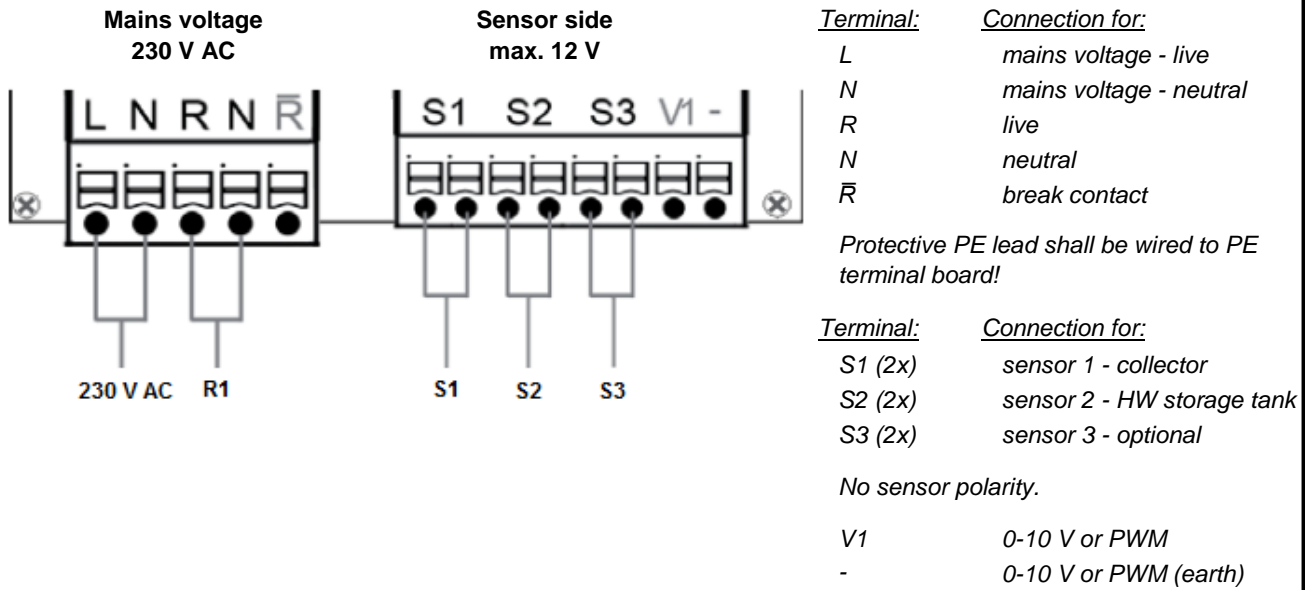 Mains voltage
230 V AC
L N R N R̅
230 V AC R1
Sensor side
max. 12 V
S1 S2 S3 V1 -
S1 S2 S3
Terminal: Connection for:
L mains voltage - live
N mains voltage - neutral
R live
N neutral
R̅ break contact
Protective PE lead shall be wired to PE
terminal board!
Terminal: Connection for:
S1 (2x) sensor 1 - collector
S2 (2x) sensor 2 - HW storage tank
S3 (2x) sensor 3 - optional
No sensor polarity.
V1 0-10 V or PWM
- 0-10 V or PWM (earth)